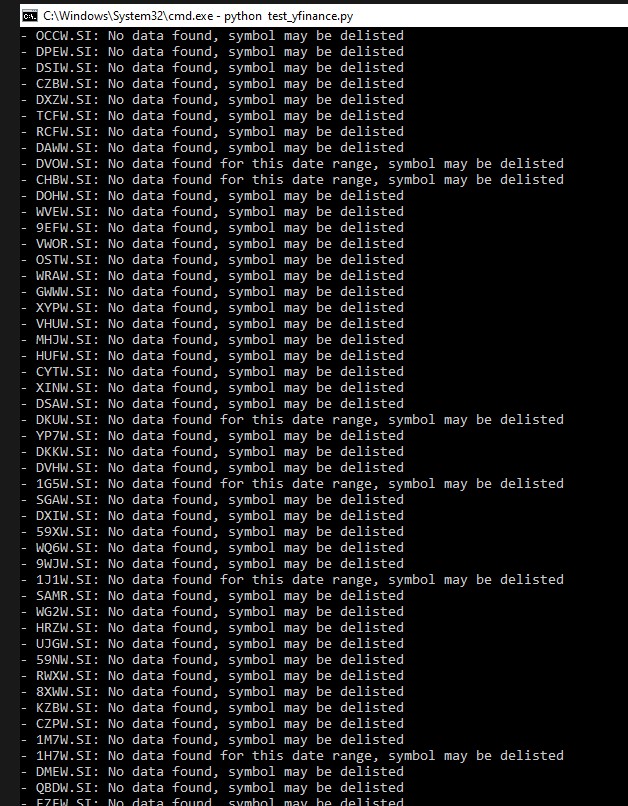 C:\Windows\System32\cmd.exe - python test_yfinance.py
- OCCW.SI: No data found, symbol may be delisted
- DPEW.SI: No data found, symbol may be delisted
- DSIW.SI: No data found, symbol may be delisted
- CZBW.SI: No data found, symbol may be delisted
- DXZW.SI: No data found, symbol may be delisted
- TCFW.SI: No data found, symbol may be delisted
- RCFW.SI: No data found, symbol may be delisted
- DAWW.SI: No data found, symbol may be delisted
- DVOW.SI: No data found for this date range, symbol may be delisted
- CHBW.SI: No data found for this date range, symbol may be delisted
- DOHW.SI: No data found, symbol may be delisted
- WVEW.SI: No data found, symbol may be delisted
- 9EFW.SI: No data found, symbol may be delisted
- VWOR.SI: No data found, symbol may be delisted
- OSTW.SI: No data found, symbol may be delisted
- WRAW.SI: No data found, symbol may be delisted
- GWWW.SI: No data found, symbol may be delisted
- XYPW.SI: No data found, symbol may be delisted
- VHUW.SI: No data found, symbol may be delisted
- MHJW.SI: No data found, symbol may be delisted
- HUFW.SI: No data found, symbol may be delisted
- CYTW.SI: No data found, symbol may be delisted
- XINW.SI: No data found, symbol may be delisted
- DSAW.SI: No data found, symbol may be delisted
- DKUW.SI: No data found for this date range, symbol may be delisted
- YP7W.SI: No data found, symbol may be delisted
- DKKW.SI: No data found, symbol may be delisted
- DVHW.SI: No data found, symbol may be delisted
- 1G5W.SI: No data found for this date range, symbol may be delisted
- SGAW.SI: No data found, symbol may be delisted
- DXIW.SI: No data found, symbol may be delisted
- 59XW.SI: No data found, symbol may be delisted
- WQ6W.SI: No data found, symbol may be delisted
- 9WJW.SI: No data found, symbol may be delisted
- 1J1W.SI: No data found for this date range, symbol may be delisted
- SAMR.SI: No data found, symbol may be delisted
- WG2W.SI: No data found, symbol may be delisted
- HRZW.SI: No data found, symbol may be delisted
- UJGW.SI: No data found, symbol may be delisted
- 59NW.SI: No data found, symbol may be delisted
- RWXW.SI: No data found, symbol may be delisted
- 8XWW.SI: No data found, symbol may be delisted
- KZBW.SI: No data found, symbol may be delisted
- CZPW.SI: No data found, symbol may be delisted
- 1M7W.SI: No data found, symbol may be delisted
- 1H7W.SI: No data found for this date range, symbol may be delisted
- DMEW.SI: No data found, symbol may be delisted
- QBDW.SI: No data found, symbol may be delisted
No data found, symbol may be delisted